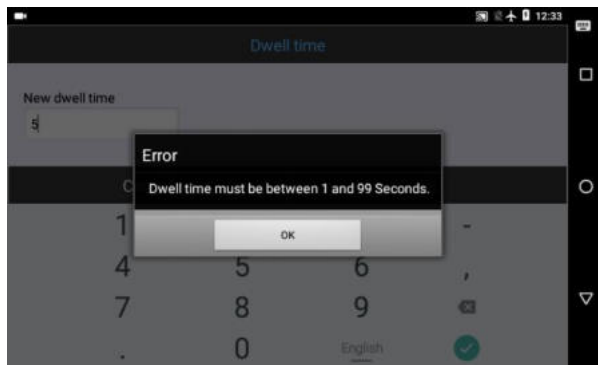 12:33
Dwell time
New dwell time
5
Error
Dwell time must be between 1 and 99 Seconds.
OK
C
1 -
4 5 6 ,
7 8 9
. 0 English